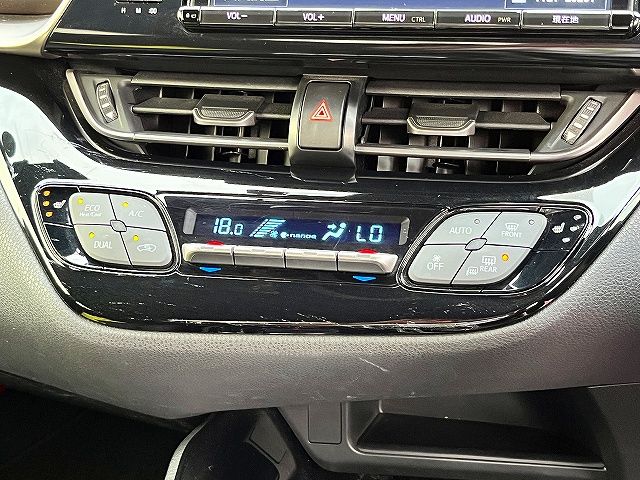 VOL−
VOL+
MENU CTRL
AUDIO PWR
現在地
ECO
Heat/Cool
A/C
DUAL
18.0
nanoe
LO
AUTO
FRONT
OFF
REAR